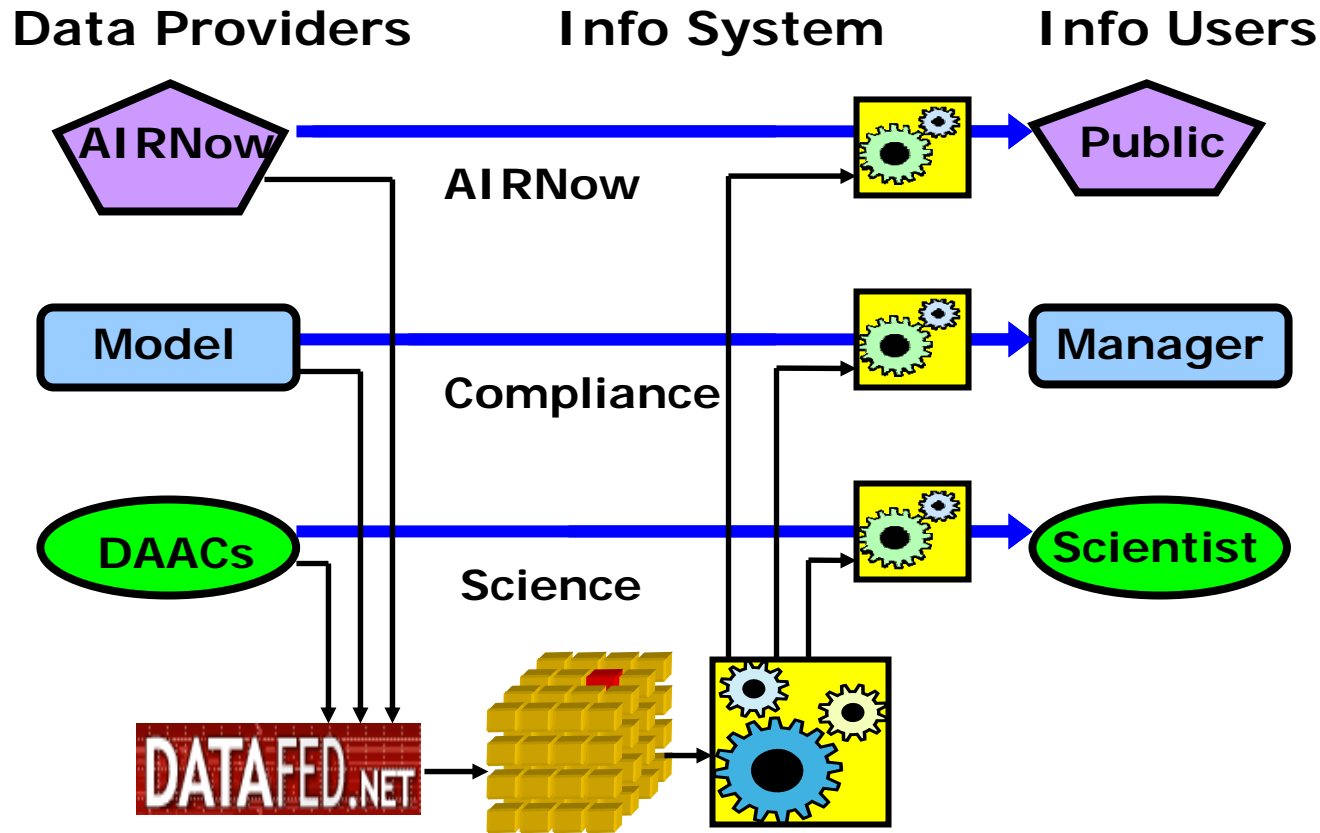 Data Providers
Info System
Info Users
AIRNow
Public
AIRNow
Model
Manager
Compliance
DAACs
Scientist
Science
DATAFED.NET